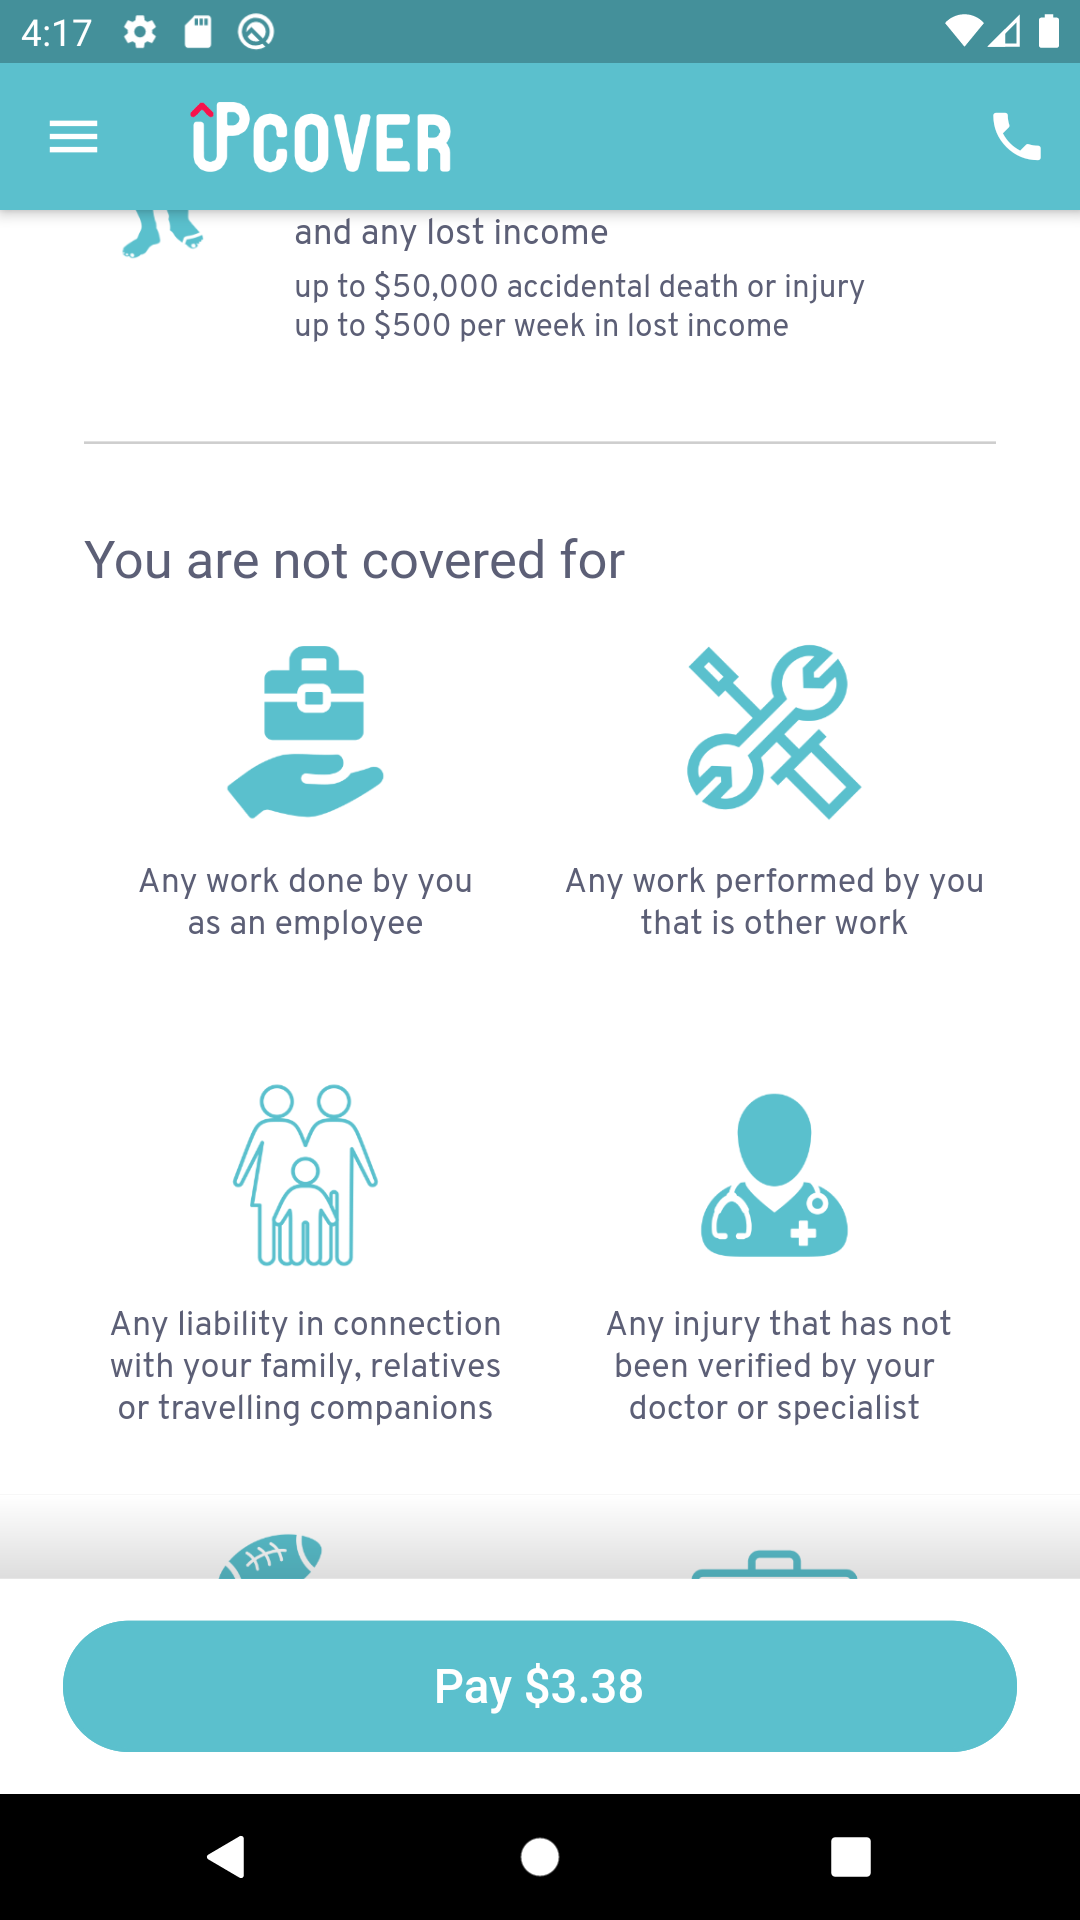 4:17
UPCOVER
and any lost income
up to $50,000 accidental death or injury
up to $500 per week in lost income
You are not covered for
Any work done by you
as an employee
Any work performed by you
that is other work
Any liability in connection
with your family, relatives
or travelling companions
Any injury that has not
been verified by your
doctor or specialist
Pay $3.38